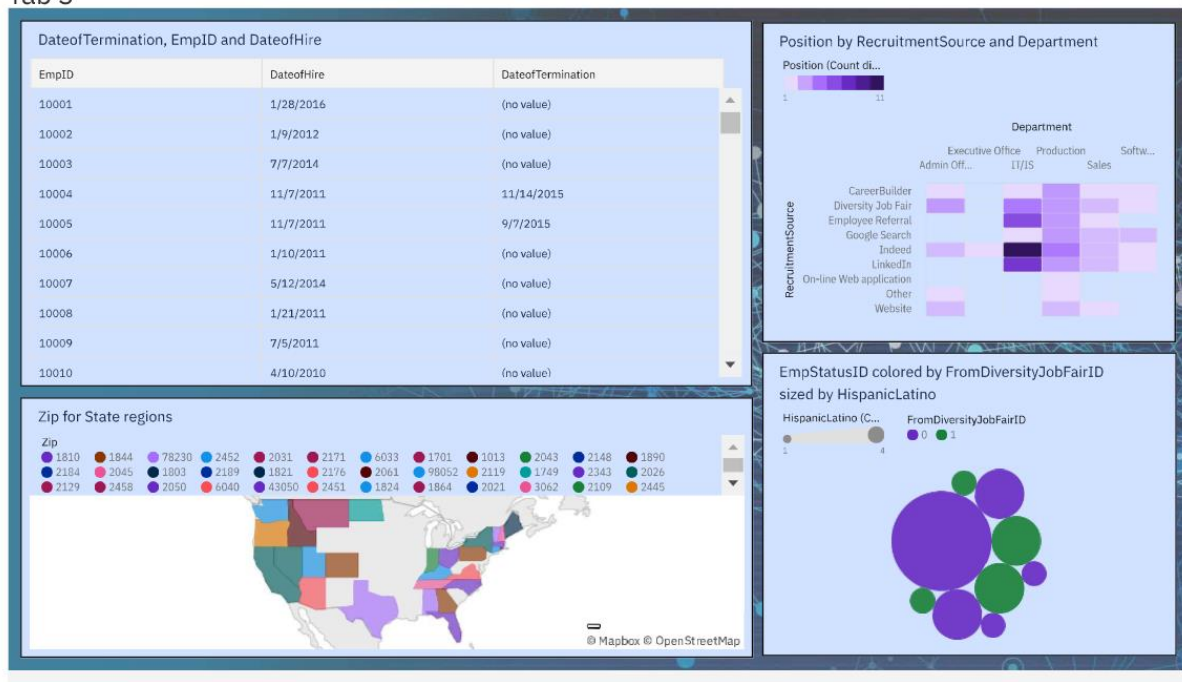 Tab 3
DateofTermination, EmpID and DateofHire
EmpID DateofHire DateofTermination
10001 1/28/2016 (no value)
10002 1/9/2012 (no value)
10003 7/7/2014 (no value)
10004 11/7/2011 11/14/2015
10005 11/7/2011 9/7/2015
10006 1/10/2011 (no value)
10007 5/12/2014 (no value)
10008 1/21/2011 (no value)
10009 7/5/2011 (no value)
10010 4/10/2010 (no value)
Position by RecruitmentSource and Department
Position (Count di...
1 11
Department
Executive Office Production Softw...
Admin Off... IT/IS Sales
RecruitmentSource
CareerBuilder
Diversity Job Fair
Employee Referral
Google Search
Indeed
LinkedIn
On-line Web application
Other
Website
Zip for State regions
Zip
1810 1844 78230 2452 2031 2171 6033 1701 1013 2043 2148 1890
2184 2045 1803 2189 1821 2176 2061 98052 2119 1749 2343 2026
2129 2458 2050 6040 43050 2451 1824 1864 2021 3062 2109 2445
© Mapbox © OpenStreetMap
EmpStatusID colored by FromDiversityJobFairID
sized by HispanicLatino
HispanicLatino (C... FromDiversityJobFairID
0 1
1 4